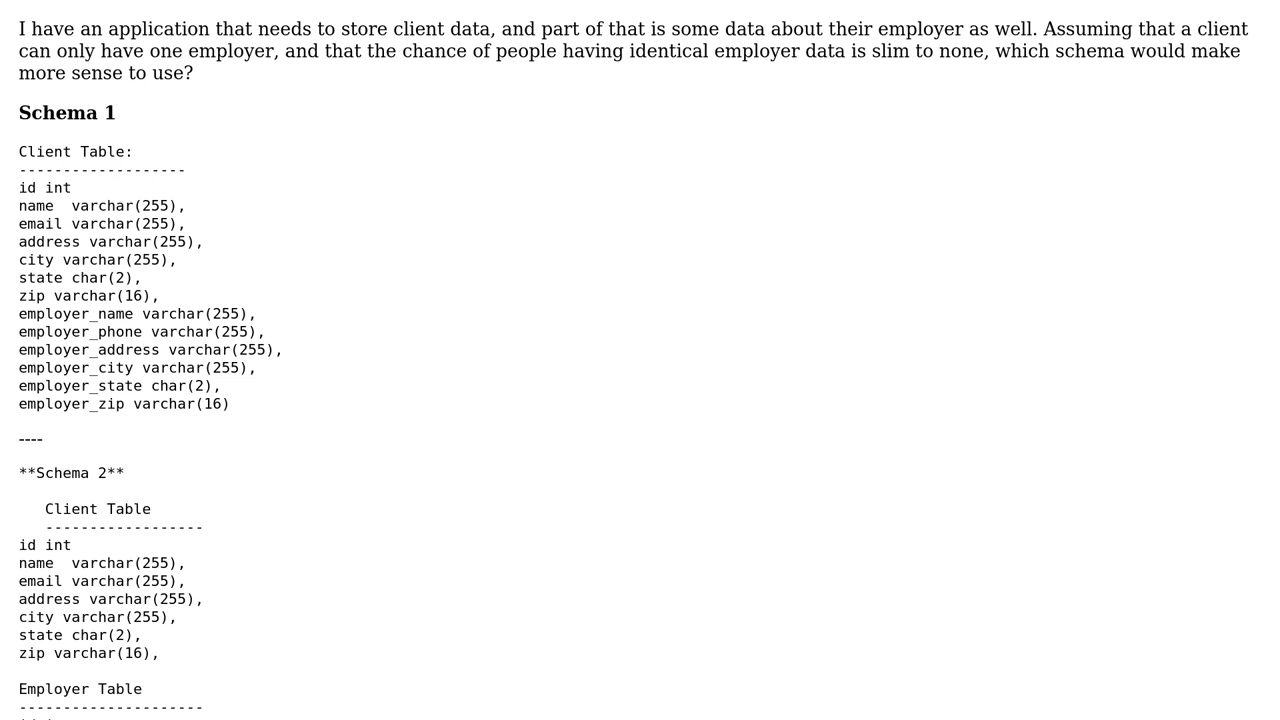 I have an application that needs to store client data, and part of that is some data about their employer as well. Assuming that a client
can only have one employer, and that the chance of people having identical employer data is slim to none, which schema would make
more sense to use?
Schema 1
Client Table:
-------------------
id int
name  varchar(255),
email varchar(255),
address varchar(255),
city varchar(255),
state char(2),
zip varchar(16),
employer_name varchar(255),
employer_phone varchar(255),
employer_address varchar(255),
employer_city varchar(255),
employer_state char(2),
employer_zip varchar(16)
----
**Schema 2**
   Client Table
   ------------------
id int
name  varchar(255),
email varchar(255),
address varchar(255),
city varchar(255),
state char(2),
zip varchar(16),
Employer Table
---------------------